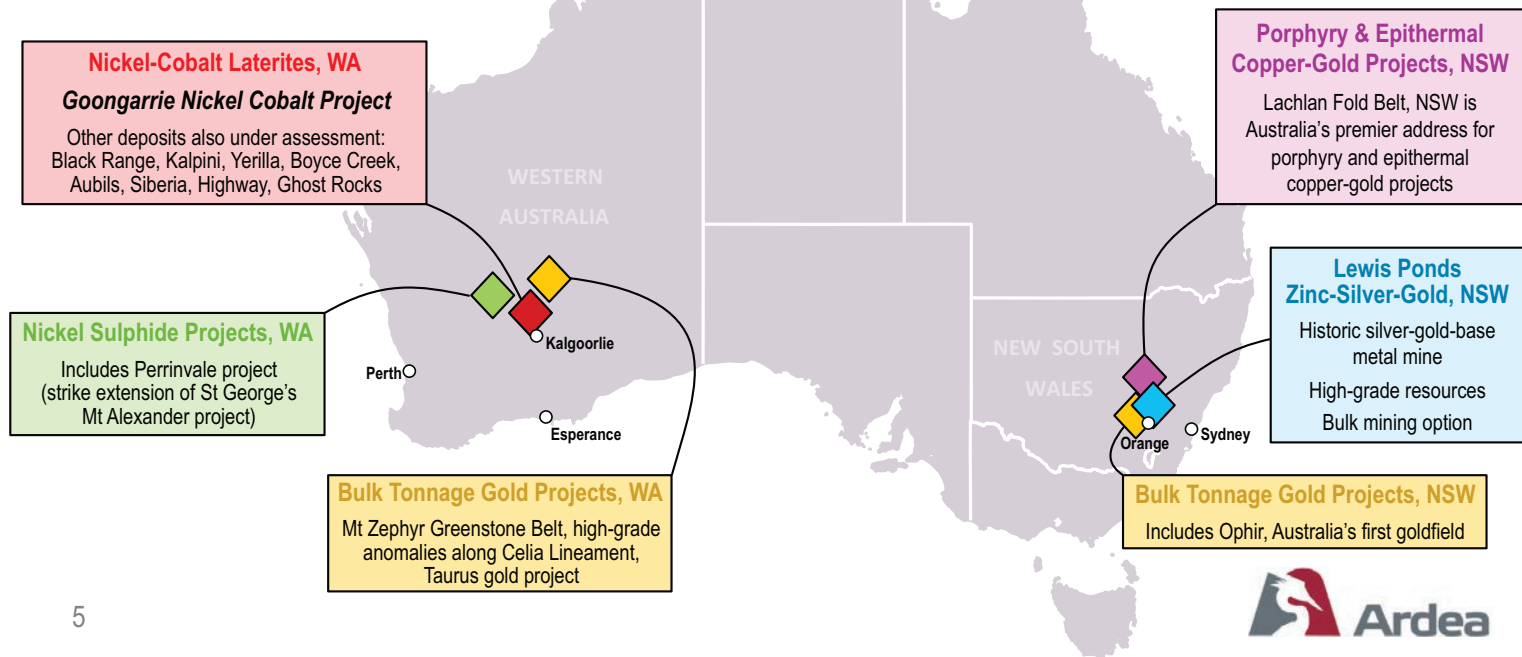 Nickel-Cobalt Laterites, WA
Goongarrie Nickel Cobalt Project
Other deposits also under assessment:
Black Range, Kalpini, Yerilla, Boyce Creek,
Aubils, Siberia, Highway, Ghost Rocks
Porphyry & Epithermal
Copper-Gold Projects, NSW
Lachlan Fold Belt, NSW is
Australia’s premier address for
porphyry and epithermal
copper-gold projects
WESTERN
AUSTRALIA
Lewis Ponds
Zinc-Silver-Gold, NSW
Historic silver-gold-base
metal mine
High-grade resources
Bulk mining option
Nickel Sulphide Projects, WA
Includes Perrinvale project
(strike extension of St George’s
Mt Alexander project)
Kalgoorlie
Perth
Esperance
NEW SOUTH
WALES
Orange
Sydney
Bulk Tonnage Gold Projects, WA
Mt Zephyr Greenstone Belt, high-grade
anomalies along Celia Lineament,
Taurus gold project
Bulk Tonnage Gold Projects, NSW
Includes Ophir, Australia’s first goldfield
5
Ardea